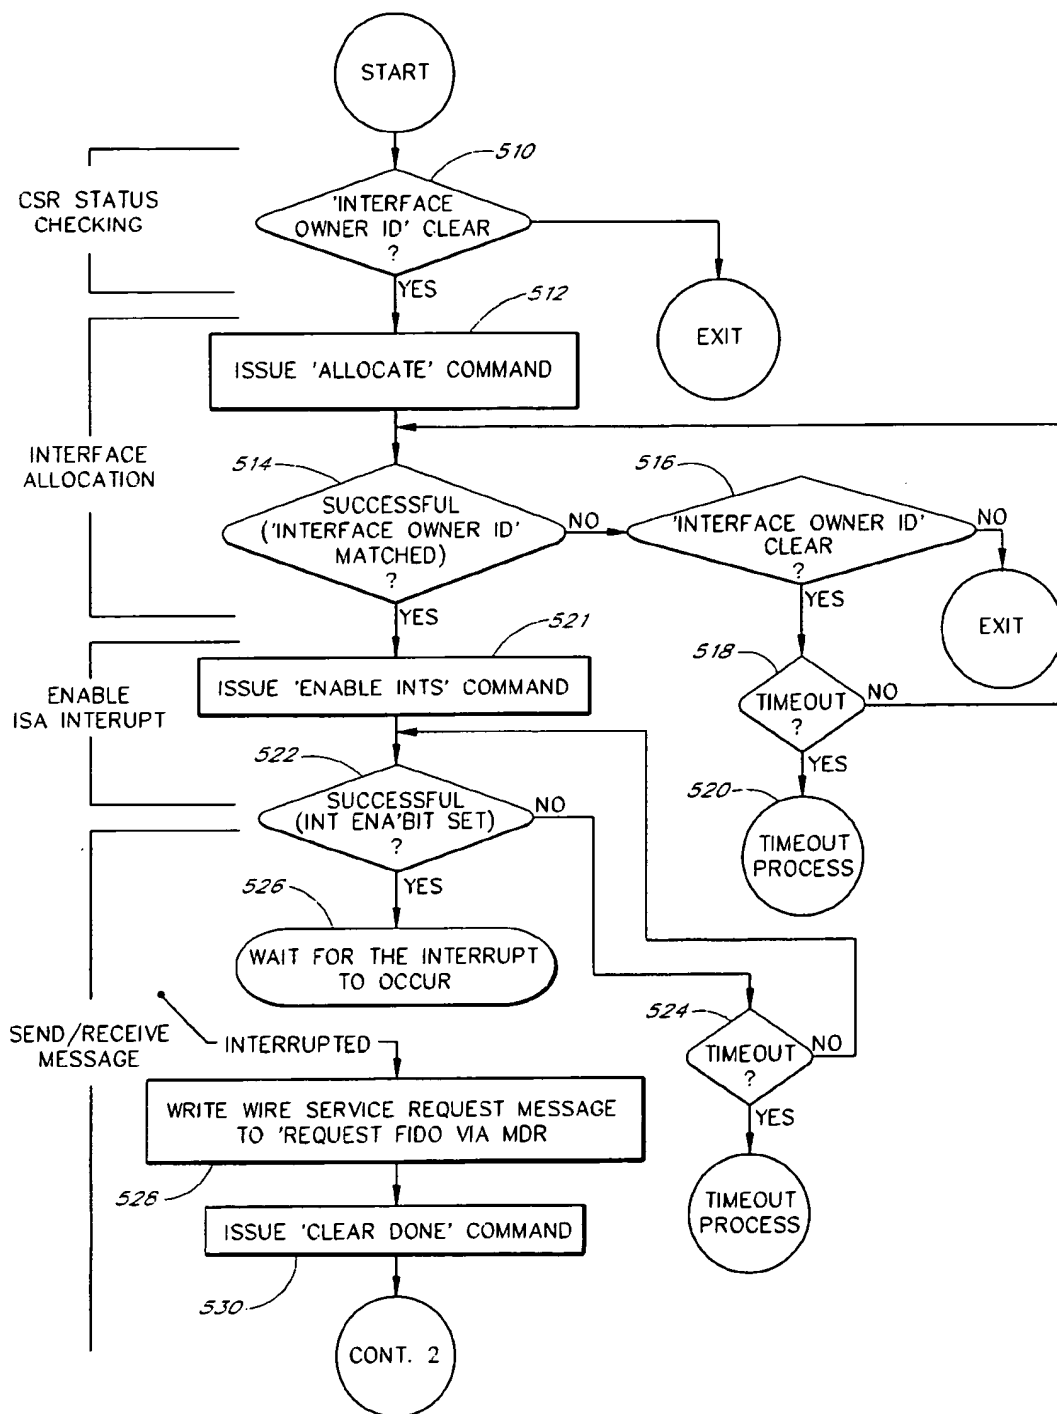 START
510
'INTERFACE
OWNER ID' CLEAR
?
CSR STATUS
CHECKING
YES
EXIT
512
ISSUE 'ALLOCATE' COMMAND
INTERFACE
ALLOCATION
514
SUCCESSFUL
('INTERFACE OWNER ID'
MATCHED)
?
NO
516
'INTERFACE OWNER ID'
CLEAR
?
NO
EXIT
YES
YES
518
TIMEOUT
?
NO
YES
520
TIMEOUT
PROCESS
521
ISSUE 'ENABLE INTS' COMMAND
ENABLE
ISA INTERUPT
522
SUCCESSFUL
(INT ENA'BIT SET)
?
NO
YES
526
WAIT FOR THE INTERRUPT
TO OCCUR
524
TIMEOUT
?
NO
YES
TIMEOUT
PROCESS
SEND/RECEIVE
MESSAGE
INTERRUPTED
WRITE WIRE SERVICE REQUEST MESSAGE
TO 'REQUEST FIDO VIA MDR
528
ISSUE 'CLEAR DONE' COMMAND
530
CONT. 2